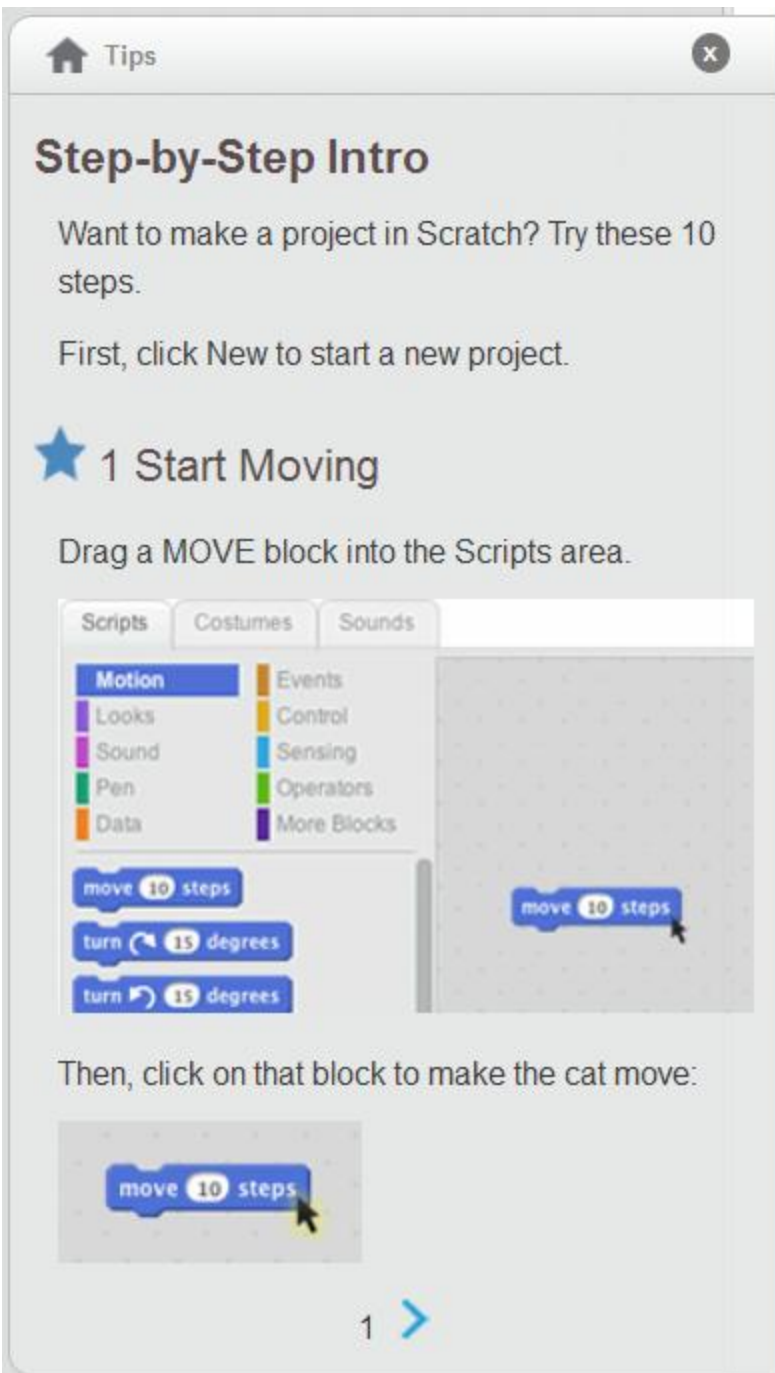 Tips
x
Step-by-Step Intro
Want to make a project in Scratch? Try these 10
steps.
First, click New to start a new project.
1 Start Moving
Drag a MOVE block into the Scripts area.
Scripts Costumes Sounds
Motion Events
Looks Control
Sound Sensing
Pen Operators
Data More Blocks
move 10 steps
turn 15 degrees
turn 15 degrees
move 10 steps
Then, click on that block to make the cat move:
move 10 steps
1